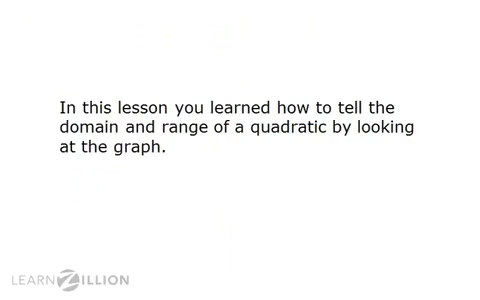 In this lesson you learned how to tell the
domain and range of a quadratic by looking
at the graph.
LEARNZILLION